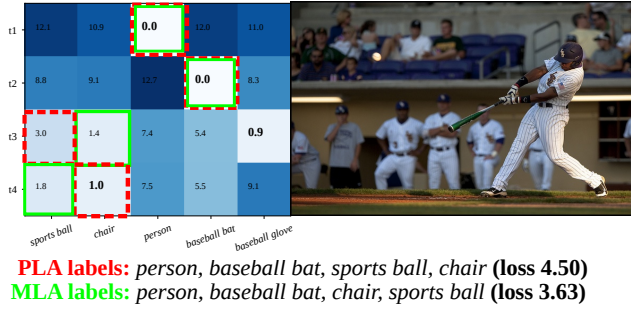 t1 12.1 10.9 0.0 12.0 11.0
t2 8.8 9.1 12.7 0.0 8.3
t3 3.0 1.4 7.4 5.4 0.9
t4 1.8 1.0 7.5 5.5 9.1
sports ball chair person baseball bat baseball glove
PLA labels: person, baseball bat, sports ball, chair (loss 4.50)
MLA labels: person, baseball bat, chair, sports ball (loss 3.63)